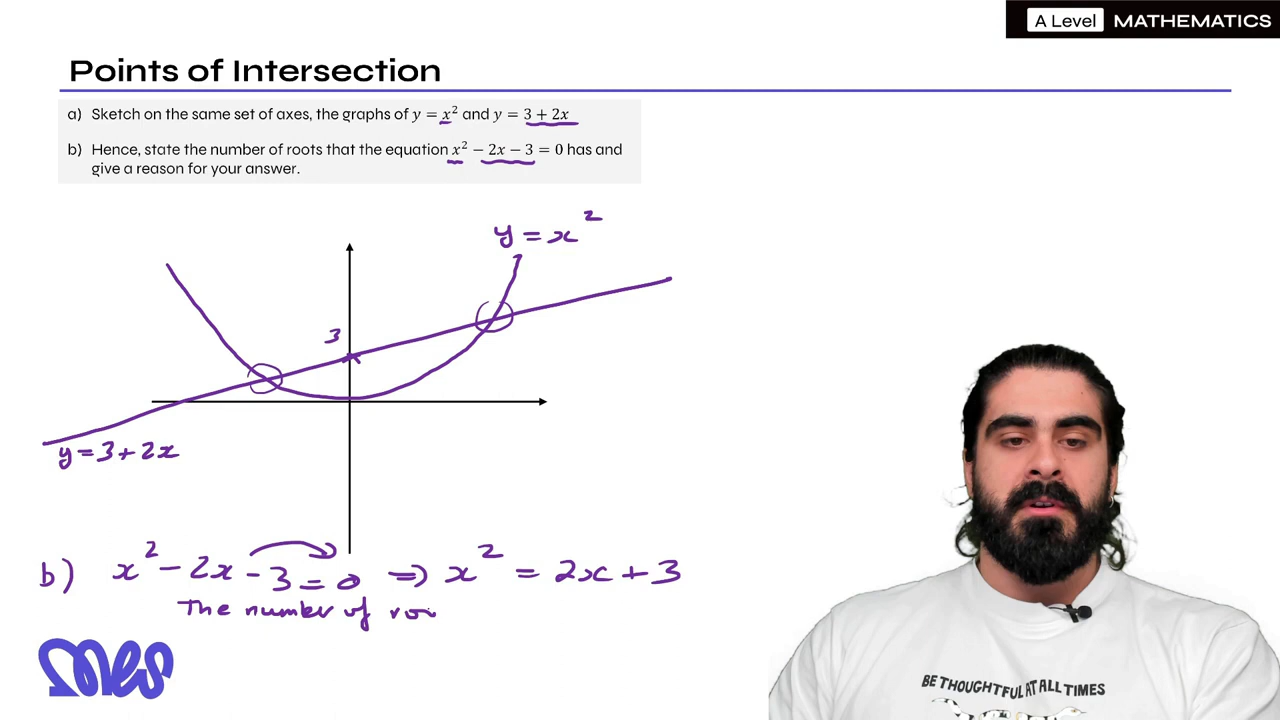 A Level MATHEMATICS
Points of Intersection
a) Sketch on the same set of axes, the graphs of y = x² and y = 3 + 2x
b) Hence, state the number of roots that the equation x² − 2x − 3 = 0 has and
give a reason for your answer.
y = x²
3
y = 3 + 2x
b) x² − 2x − 3 = 0 ⇒ x² = 2x + 3
The number of roo
BE THOUGHTFUL AT ALL TIMES